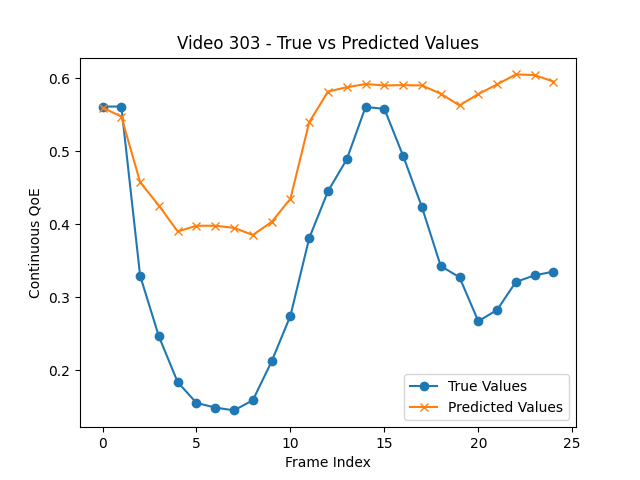 Video 303 - True vs Predicted Values
Continuous QoE
0.6
0.5
0.4
0.3
0.2
0
5
10
15
20
25
Frame Index
True Values
Predicted Values